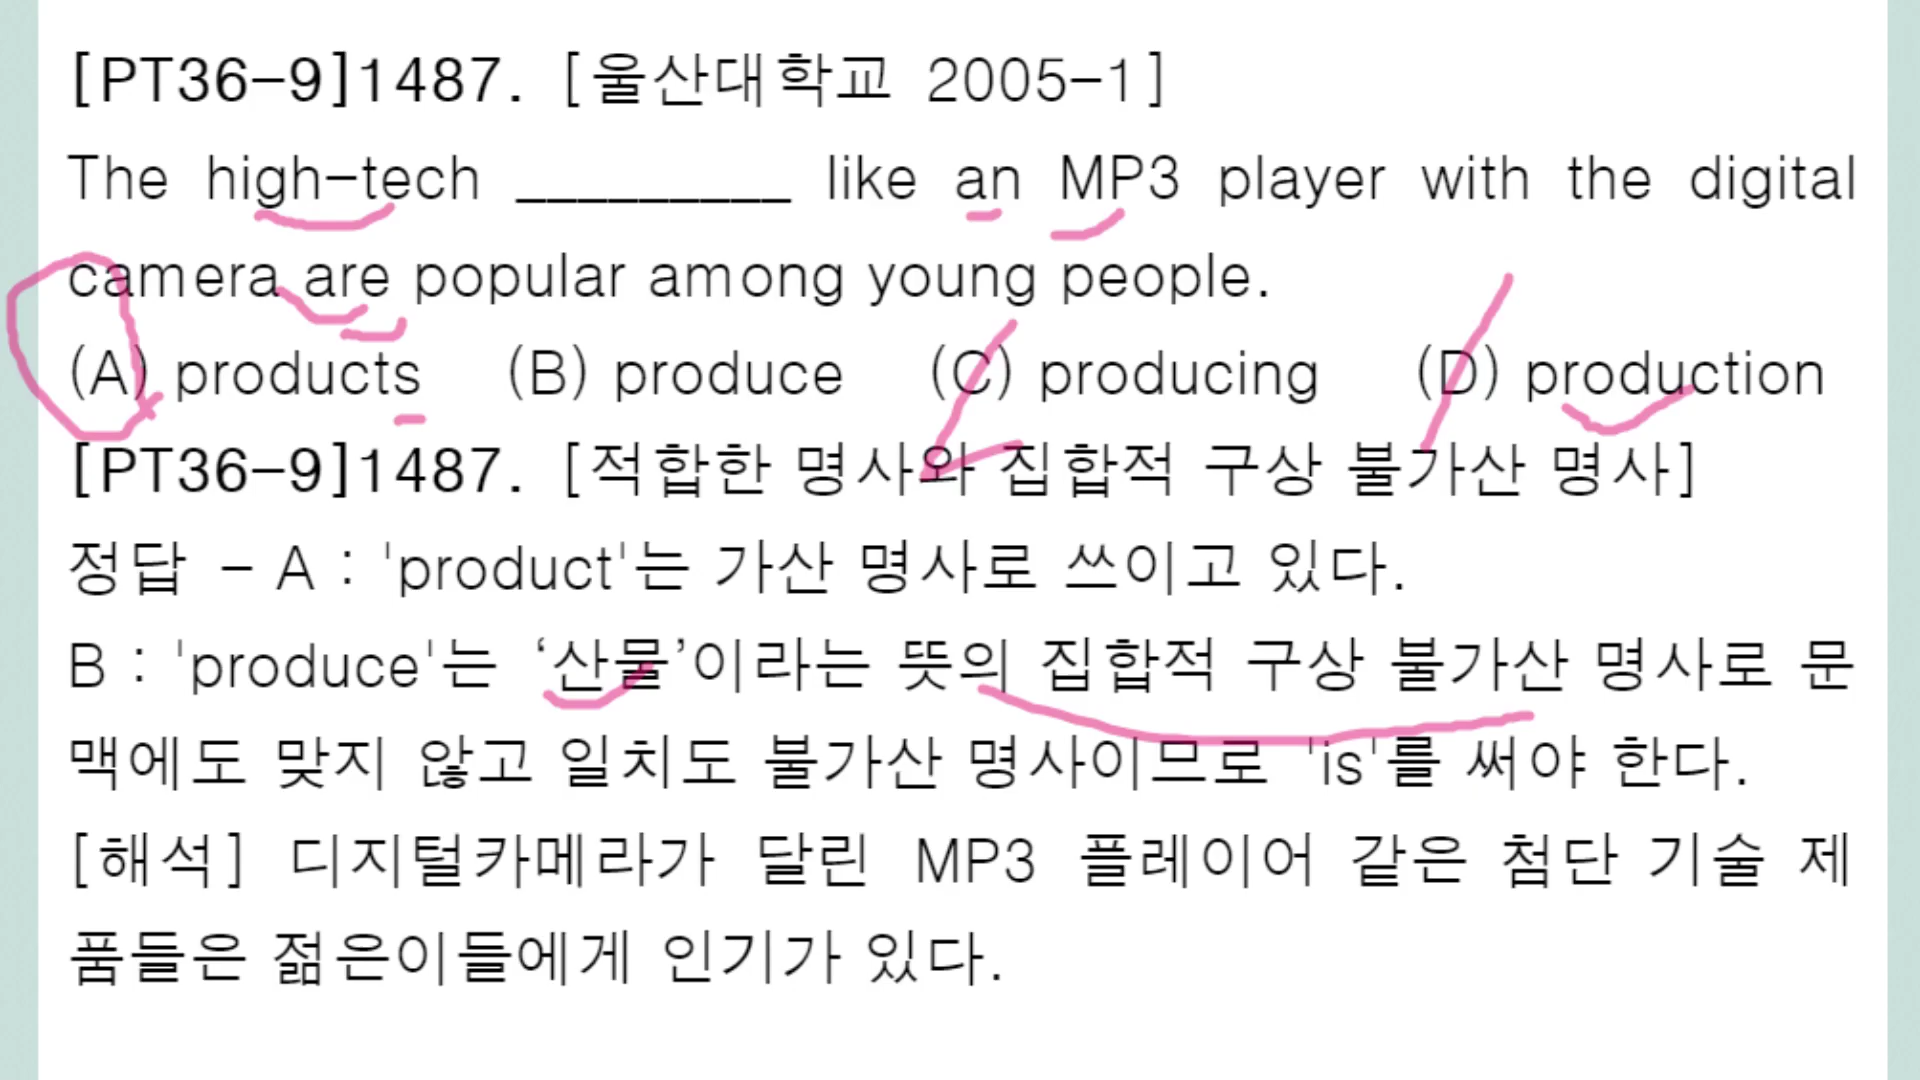 [PT36-9]1487. [울산대학교 2005-1]
The high-tech _________ like an MP3 player with the digital
camera are popular among young people.
(A) products (B) produce (C) producing (D) production
[PT36-9]1487. [적합한 명사와 집합적 구상 불가산 명사]
정답 - A : 'product'는 가산 명사로 쓰이고 있다.
B : 'produce'는 ‘산물’이라는 뜻의 집합적 구상 불가산 명사로 문
맥에도 맞지 않고 일치도 불가산 명사이므로 'is'를 써야 한다.
[해석] 디지털카메라가 달린 MP3 플레이어 같은 첨단 기술 제
품들은 젊은이들에게 인기가 있다.